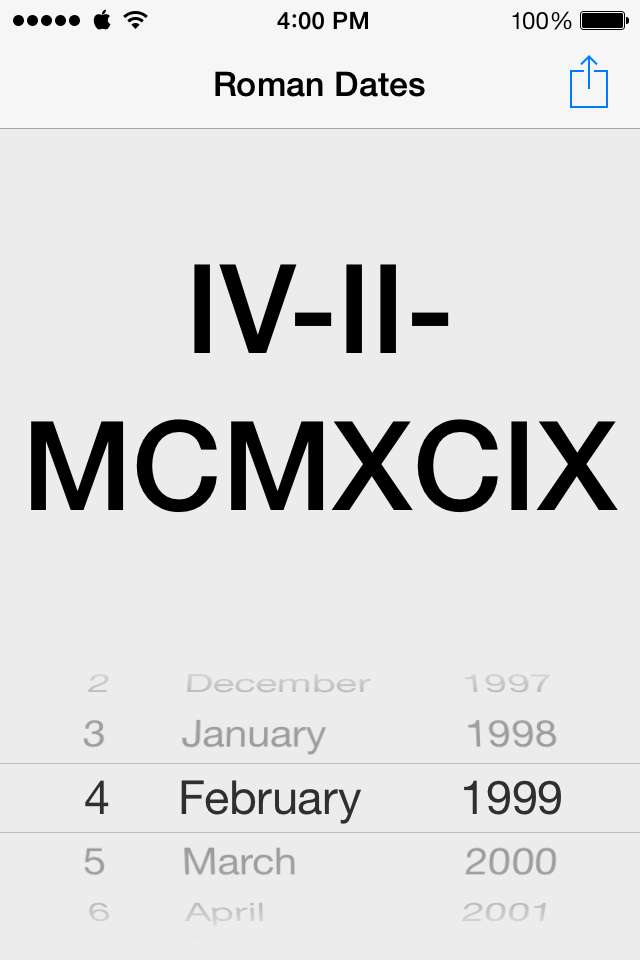 4:00 PM 100%
Roman Dates
IV-II-
MCMXCIX
2 December 1997
3 January 1998
4 February 1999
5 March 2000
6 April 2001